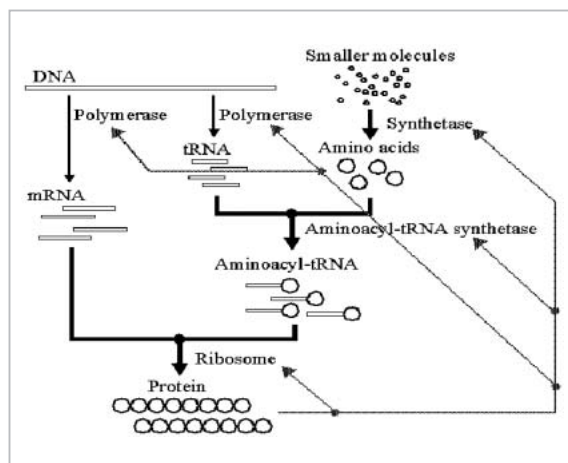 Smaller molecules
DNA
Polymerase
Polymerase
Synthetase
tRNA
Amino acids
mRNA
Aminoacyl-tRNA synthetase
Aminoacyl-tRNA
Ribosome
Protein